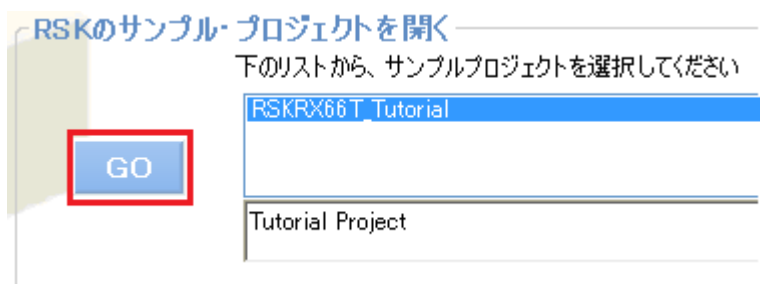 RSKのサンプル・プロジェクトを開く
下のリストから、サンプルプロジェクトを選択してください
RSKRX66T_Tutorial
GO
Tutorial Project